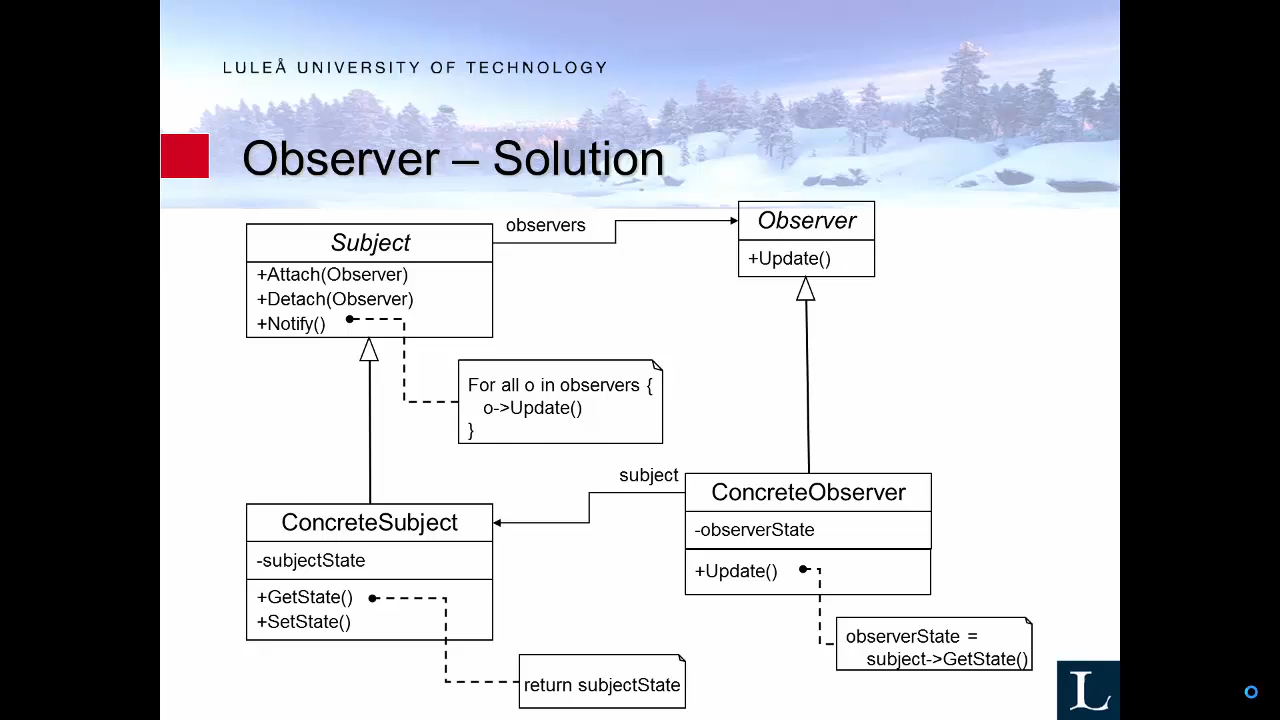 LULEÅ UNIVERSITY OF TECHNOLOGY
Observer – Solution
Subject
+Attach(Observer)
+Detach(Observer)
+Notify()
observers
Observer
+Update()
For all o in observers {
o->Update()
}
subject
ConcreteSubject
-subjectState
+GetState()
+SetState()
ConcreteObserver
-observerState
+Update()
observerState =
subject->GetState()
return subjectState
L